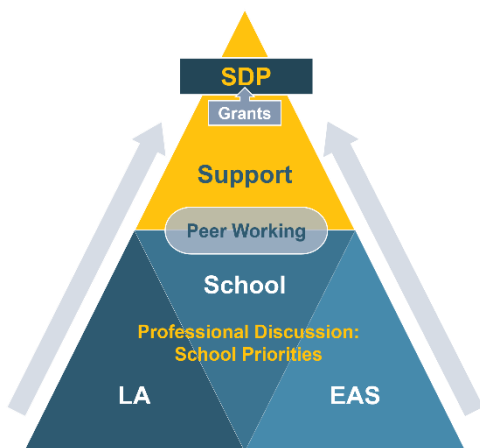 SDP
Grants
Support
Peer Working
School
Professional Discussion:
School Priorities
LA
EAS